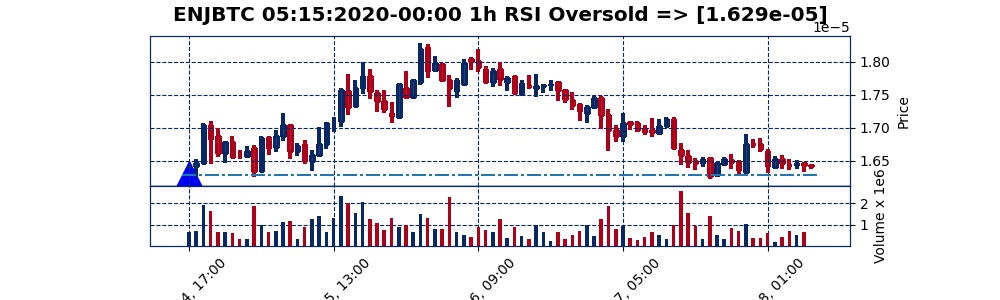 ENJBTC 05:15:2020-00:00 1h RSI Oversold => [1.629e-05]
1e−5
1.80
1.75
1.70
1.65
Price
2
1
Volume x 1e6
4, 17:00
5, 13:00
6, 09:00
7, 05:00
8, 01:00